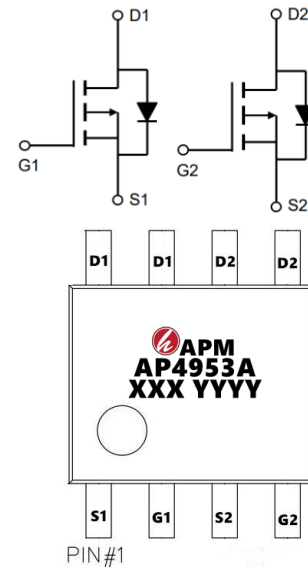 D1 D2
G1 G2
S1 S2
D1 D1 D2 D2
APM
AP4953A
XXX YYYY
S1 G1 S2 G2
PIN#1